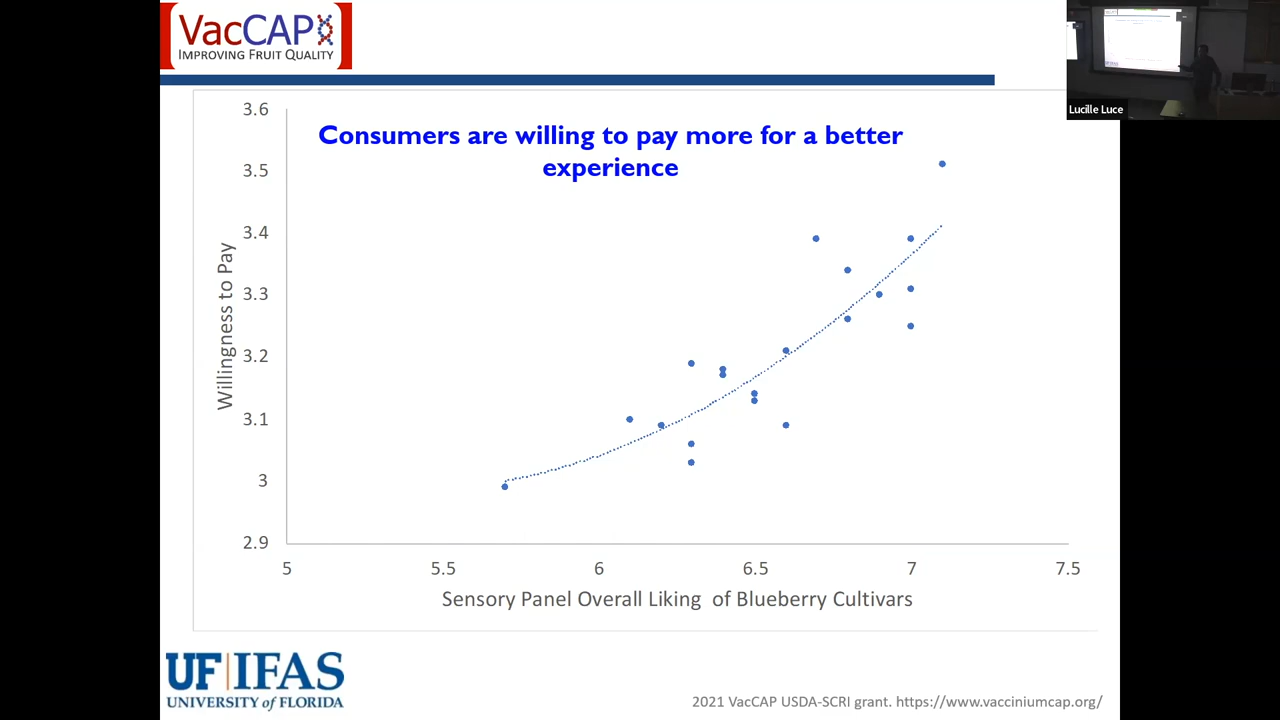 VacCAP
IMPROVING FRUIT QUALITY
Lucille Luce
Consumers are willing to pay more for a better
experience
Willingness to Pay
3.6
3.5
3.4
3.3
3.2
3.1
3
2.9
5 5.5 6 6.5 7 7.5
Sensory Panel Overall Liking of Blueberry Cultivars
UF|IFAS
UNIVERSITY of FLORIDA
2021 VacCAP USDA-SCRI grant. https://www.vacciniumcap.org/